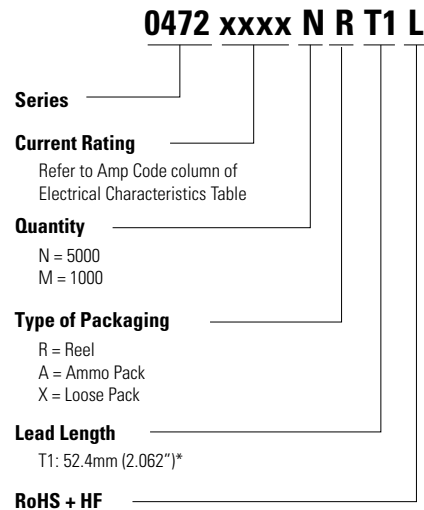 0472 xxxx N R T1 L
Series
Current Rating
Refer to Amp Code column of
Electrical Characteristics Table
Quantity
N = 5000
M = 1000
Type of Packaging
R = Reel
A = Ammo Pack
X = Loose Pack
Lead Length
T1: 52.4mm (2.062″)*
RoHS + HF